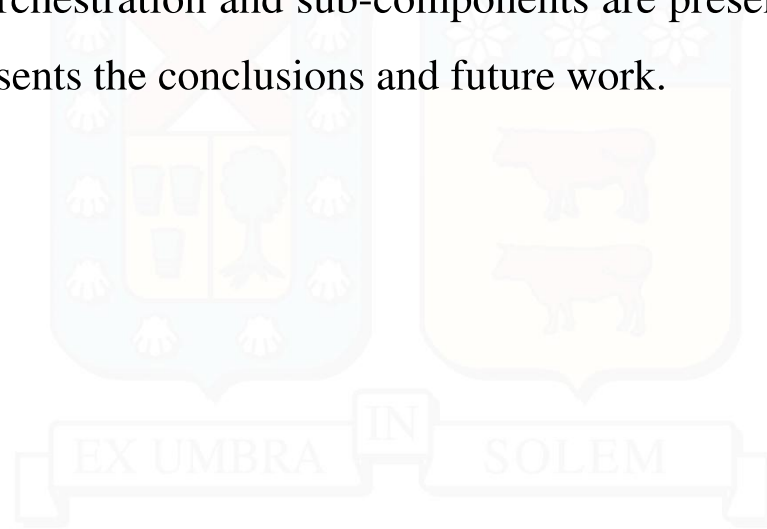 rchestration and sub-components are prese
sents the conclusions and future work.
IN
EX UMBRA SOLEM